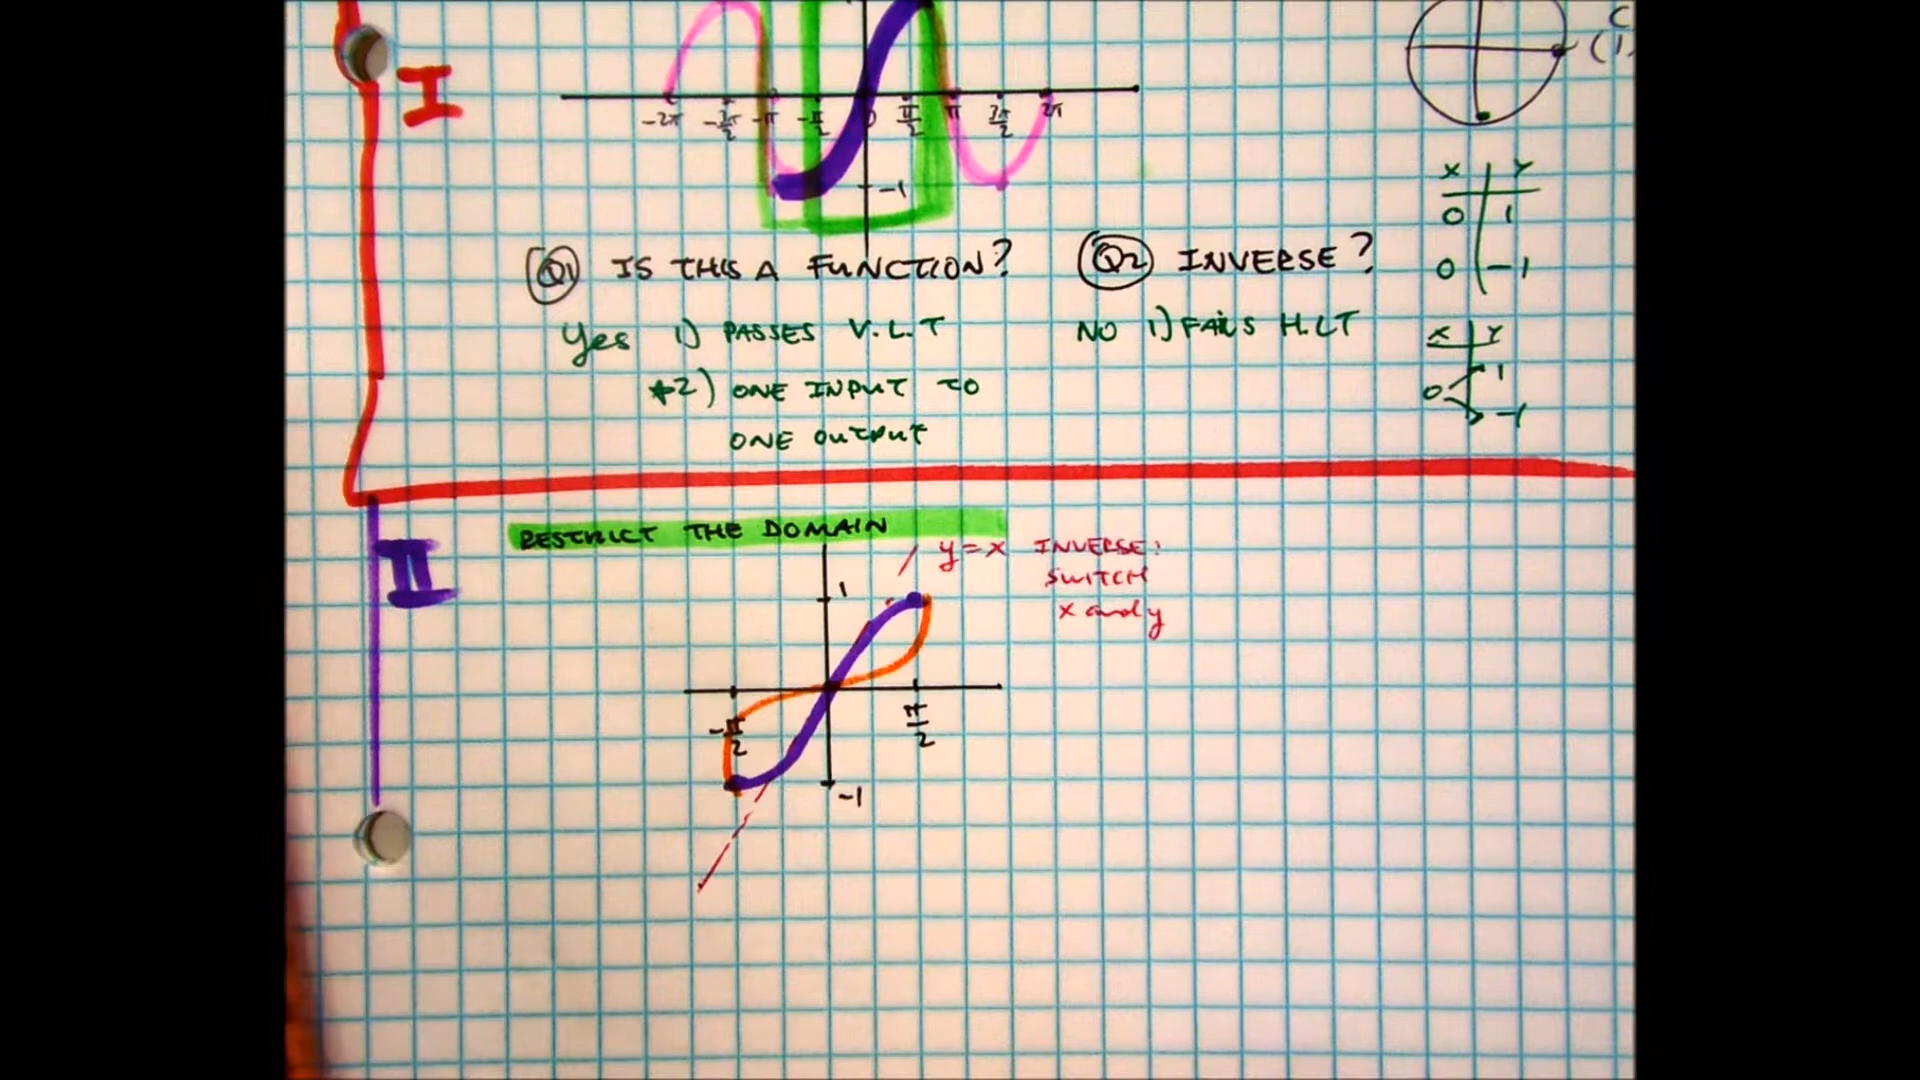 C
(1,
I
-2π -3π/2 -π -π/2 0 π/2 π 3π/2 2π
-1
X Y
0 1
0 -1
Q1 IS THIS A FUNCTION?
Q2 INVERSE?
Yes 1) PASSES V.L.T
*2) ONE INPUT TO
ONE OUTPUT
NO 1) FAILS H.L.T
X Y
0 1
-1
II
RESTRICT THE DOMAIN
y=x INVERSE:
SWITCH
x and y
1
-π/2 π/2
-1